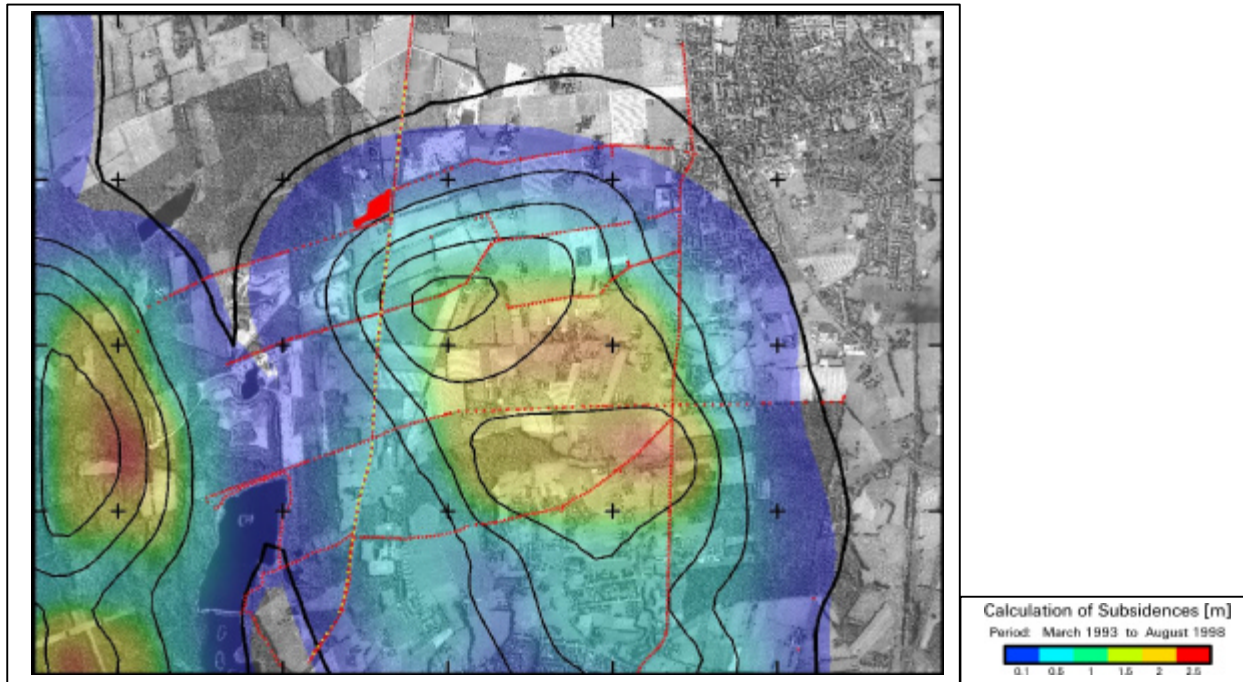 Calculation of Subsidences [m]
Period: March 1993 to August 1998
0.1 0.5 1 1.5 2 2.5